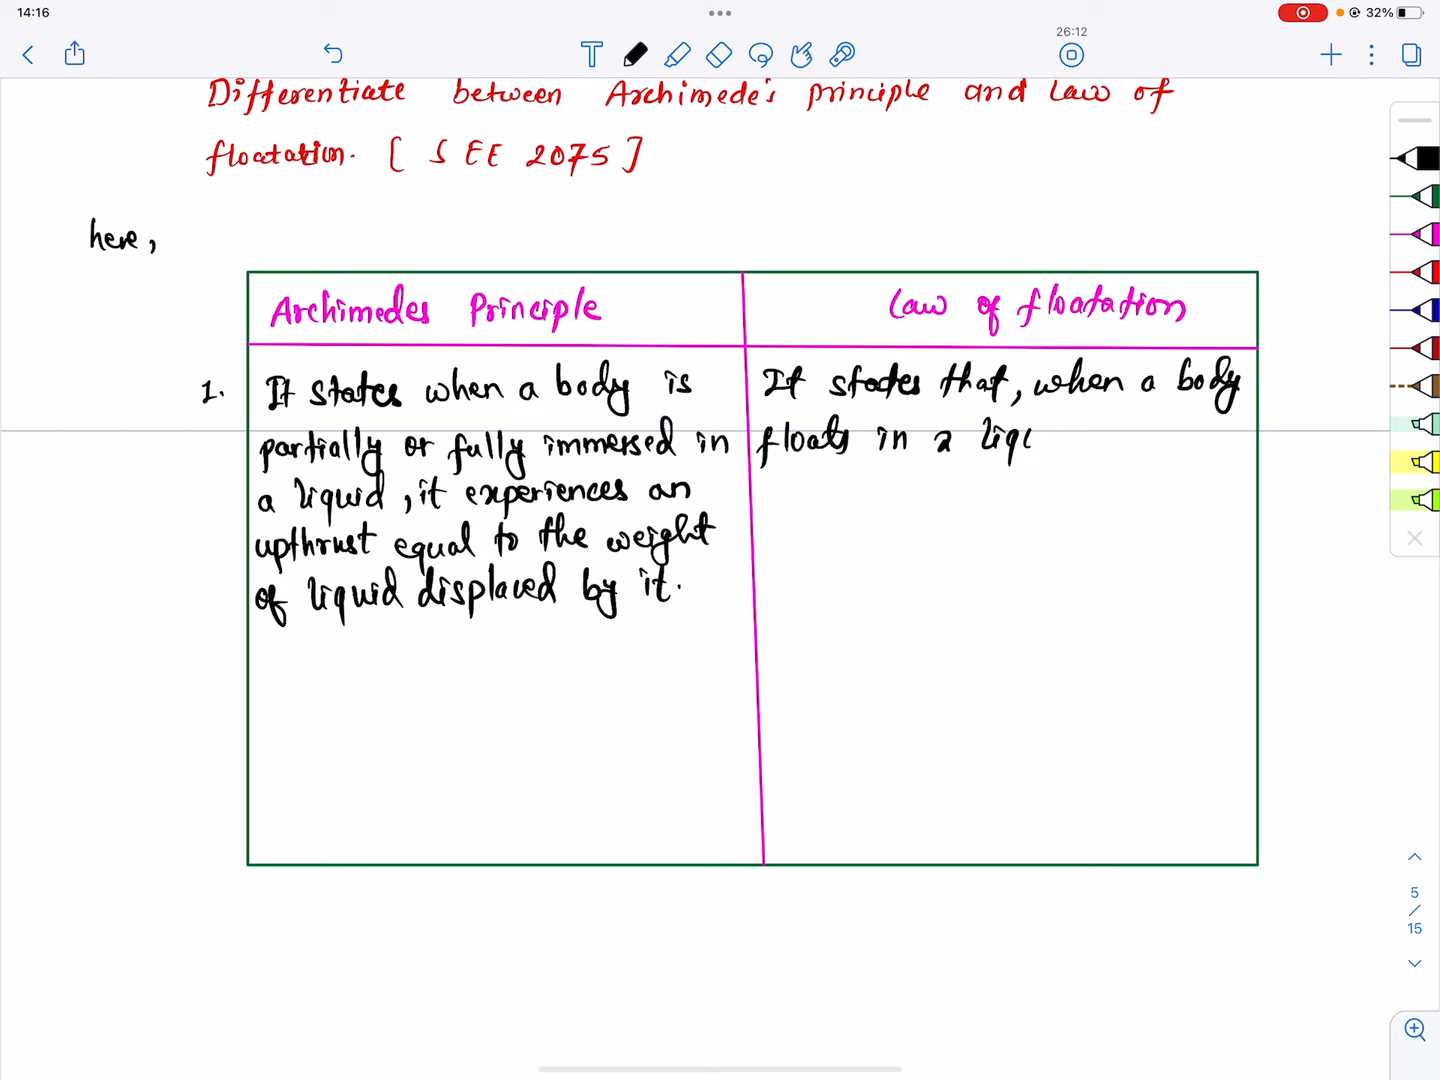 14:16
32%
26:12
Differentiate between Archimede's principle and Law of
floatation. [ SEE 2075 ]
here,
Archimedes Principle
Law of floatation
1. It states when a body is
partially or fully immersed in
a liquid, it experiences an
upthrust equal to the weight
of liquid displaced by it.
It states that, when a body
floats in a liqu
5
/
15